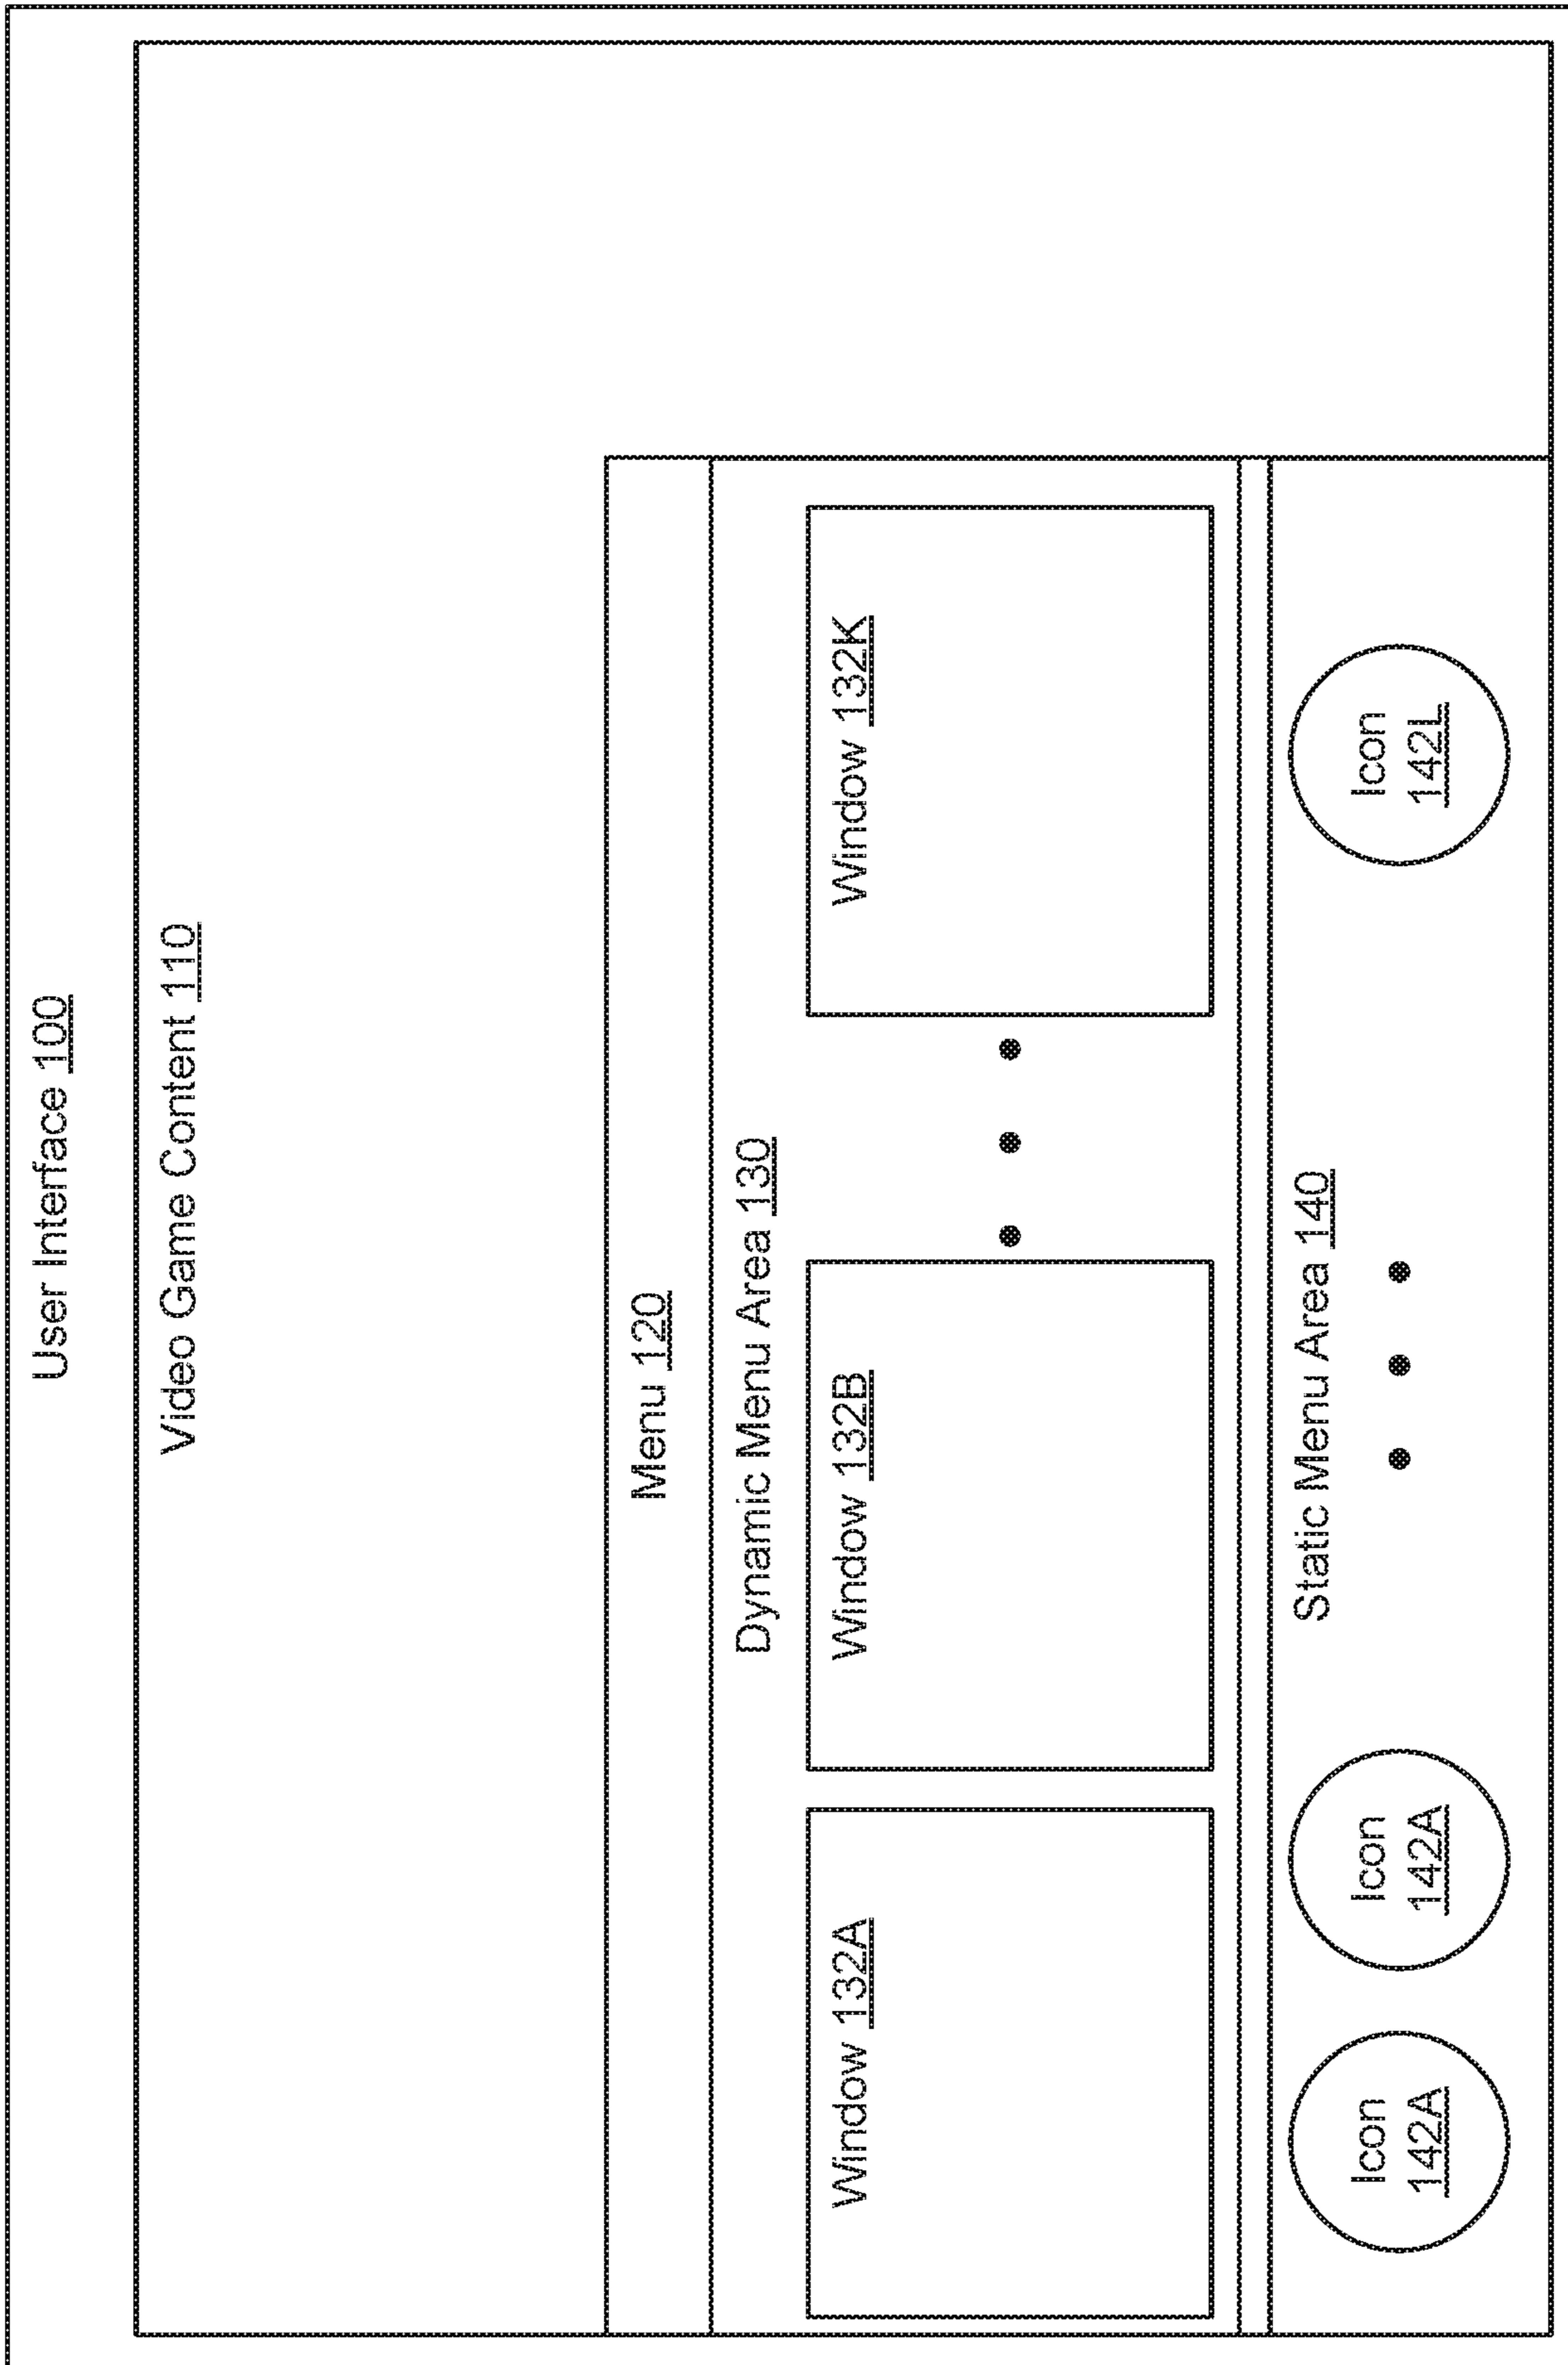 User Interface 100
Video Game Content 110
Menu 120
Dynamic Menu Area 130
Window 132A
Window 132B
Window 132K
Static Menu Area 140
Icon
142A
Icon
142A
Icon
142L